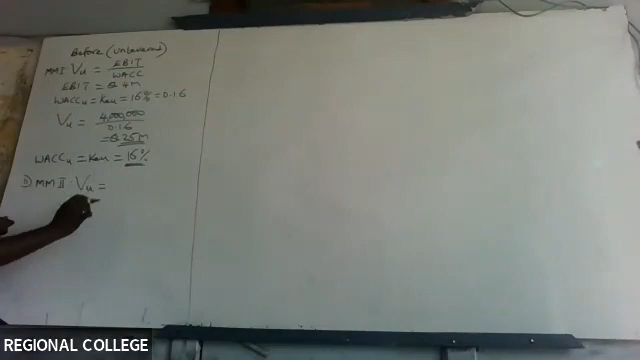 Before (Unlevered)
MMI Vu = EBIT / WACC
EBIT = 4M
WACCu = Keu = 16% = 0.16
Vu = 4,000,000 / 0.16
= 25M
WACCu = Keu = 16%
ii) MM II. Vu =
REGIONAL COLLEGE